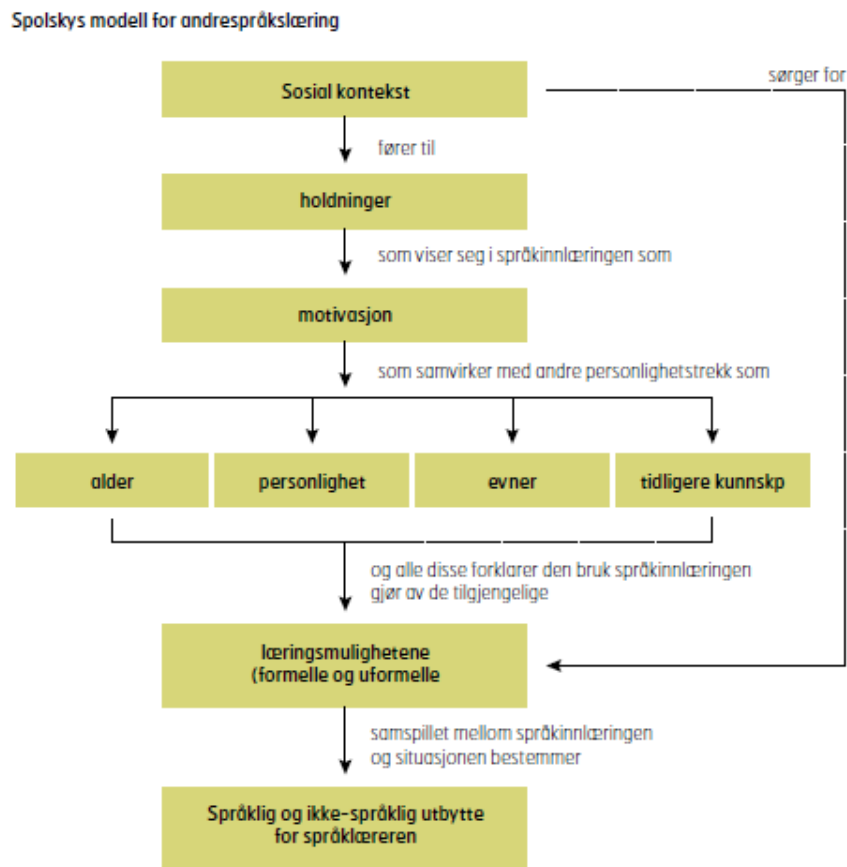 Spolskys modell for andrespråkslæring
Sosial kontekst
sørger for
fører til
holdninger
som viser seg i språkinnlæringen som
motivasjon
som samvirker med andre personlighetstrekk som
alder
personlighet
evner
tidligere kunnskp
og alle disse forklarer den bruk språkinnlæringen
gjør av de tilgjengelige
læringsmulighetene
(formelle og uformelle
samspillet mellom språkinnlæringen
og situasjonen bestemmer
Språklig og ikke-språklig utbytte
for språklæreren